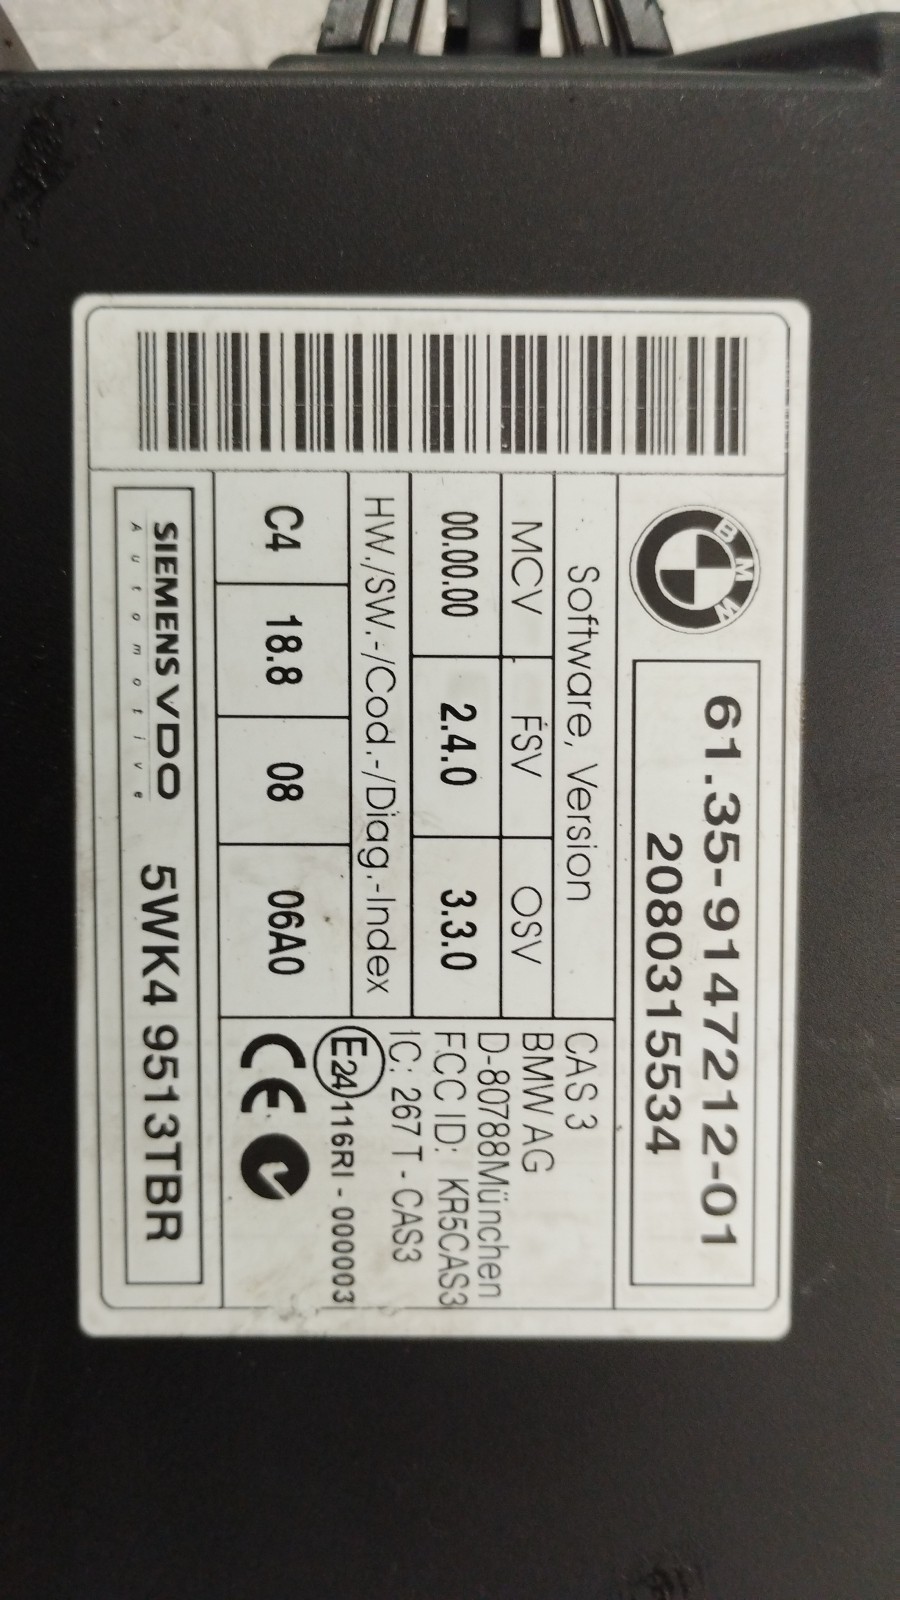 BMW
61.35-9147212-01
2080315534
Software, Version
MCV FSV OSV
00.00.00 2.4.0 3.3.0
HW./SW.-/Cod.-/Diag.-Index
C4 18.8 08 06A0
CAS 3
BMW AG
D-80788München
FCC ID: KR5CAS3
IC: 267 T - CAS3
E24 116RI - 000003
CE
SIEMENS VDO
Automotive
5WK4 9513TBR